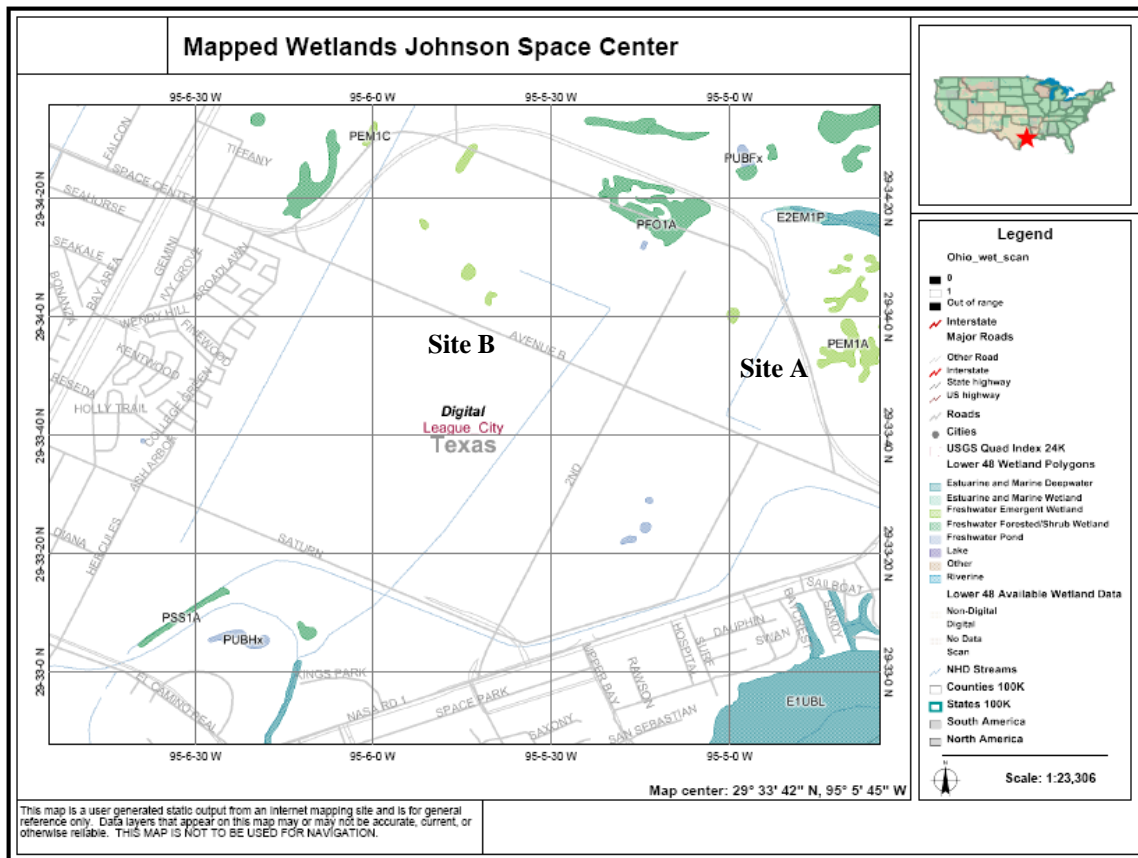 Mapped Wetlands Johnson Space Center
95-6-30 W
95-6-0 W
95-5-30 W
95-5-0 W
FALCON
TIFFANY
PEM1C
PUBFx
SPACE CENTER
SEAHORSE
29-34-20 N
29-34-20 N
PFO1A
E2EM1P
SEAKALE
BONANZA
BAY AREA
GEMINI
IVY GROVE
BROADLAWN
29-34-0 N
29-34-0 N
WENDY HILL
PINEWOOD
AVENUE B
Site B
Site A
PEM1A
KENTWOOD
RESEDA
HOLLY TRAIL
COLLEGE GREEN
Digital
League City
Texas
29-33-40 N
29-33-40 N
ASH ARBOR
2ND
DIANA
HERCULES
SATURN
29-33-20 N
29-33-20 N
PSS1A
PUBHx
SAILBOAT
BAYCREST
SANDY
DAUPHIN
SWAN
HOSPITAL
SURF
29-33-0 N
29-33-0 N
KINGS PARK
EL CAMINO REAL
NASA RD 1
SPACE PARK
UPPER BAY
RAWSON
SAXONY
SAN SEBASTIAN
E1UBL
95-6-30 W
95-6-0 W
95-5-30 W
95-5-0 W
Map center: 29° 33' 42" N, 95° 5' 45" W
Legend
Ohio_wet_scan
0
1
Out of range
Interstate
Major Roads
Other Road
Interstate
State highway
US highway
Roads
Cities
USGS Quad Index 24K
Lower 48 Wetland Polygons
Estuarine and Marine Deepwater
Estuarine and Marine Wetland
Freshwater Emergent Wetland
Freshwater Forested/Shrub Wetland
Freshwater Pond
Lake
Other
Riverine
Lower 48 Available Wetland Data
Non-Digital
Digital
No Data
Scan
NHD Streams
Counties 100K
States 100K
South America
North America
N
Scale: 1:23,306
This map is a user generated static output from an Internet mapping site and is for general
reference only. Data layers that appear on this map may or may not be accurate, current, or
otherwise reliable. THIS MAP IS NOT TO BE USED FOR NAVIGATION.